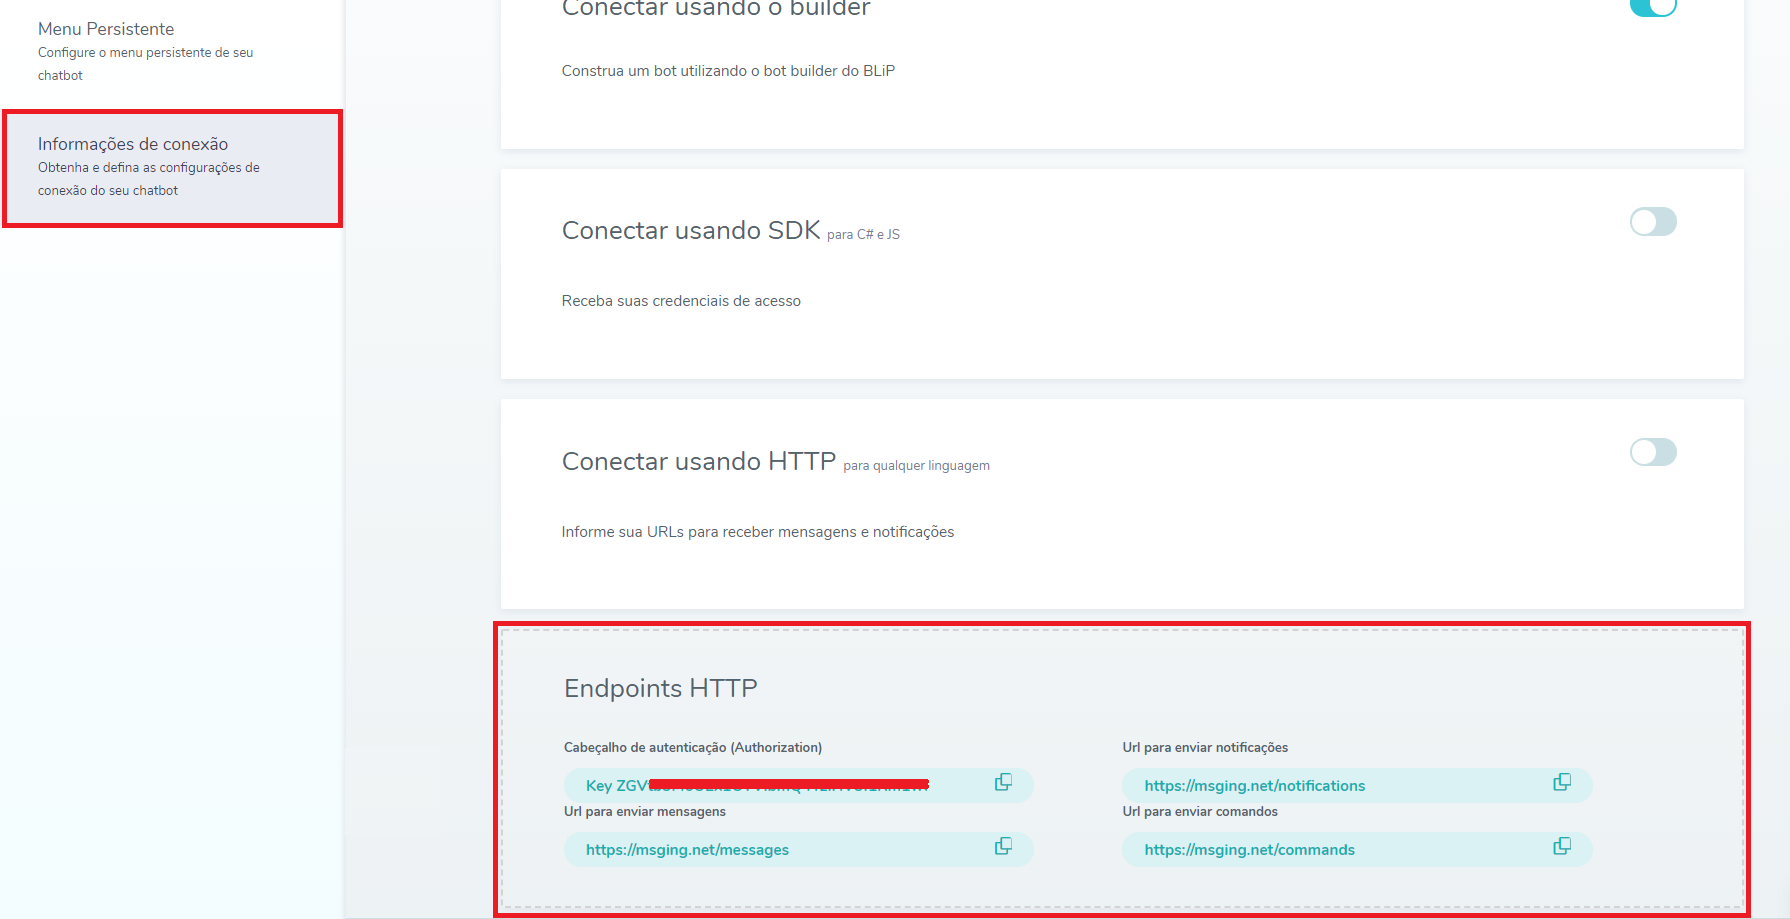 Menu Persistente
Configure o menu persistente de seu
chatbot
Informações de conexão
Obtenha e defina as configurações de
conexão do seu chatbot
Conectar usando o builder
Construa um bot utilizando o bot builder do BLiP
Conectar usando SDK para C# e JS
Receba suas credenciais de acesso
Conectar usando HTTP para qualquer linguagem
Informe sua URLs para receber mensagens e notificações
Endpoints HTTP
Cabeçalho de autenticação (Authorization)
Key
Url para enviar mensagens
https://msging.net/messages
Url para enviar notificações
https://msging.net/notifications
Url para enviar comandos
https://msging.net/commands